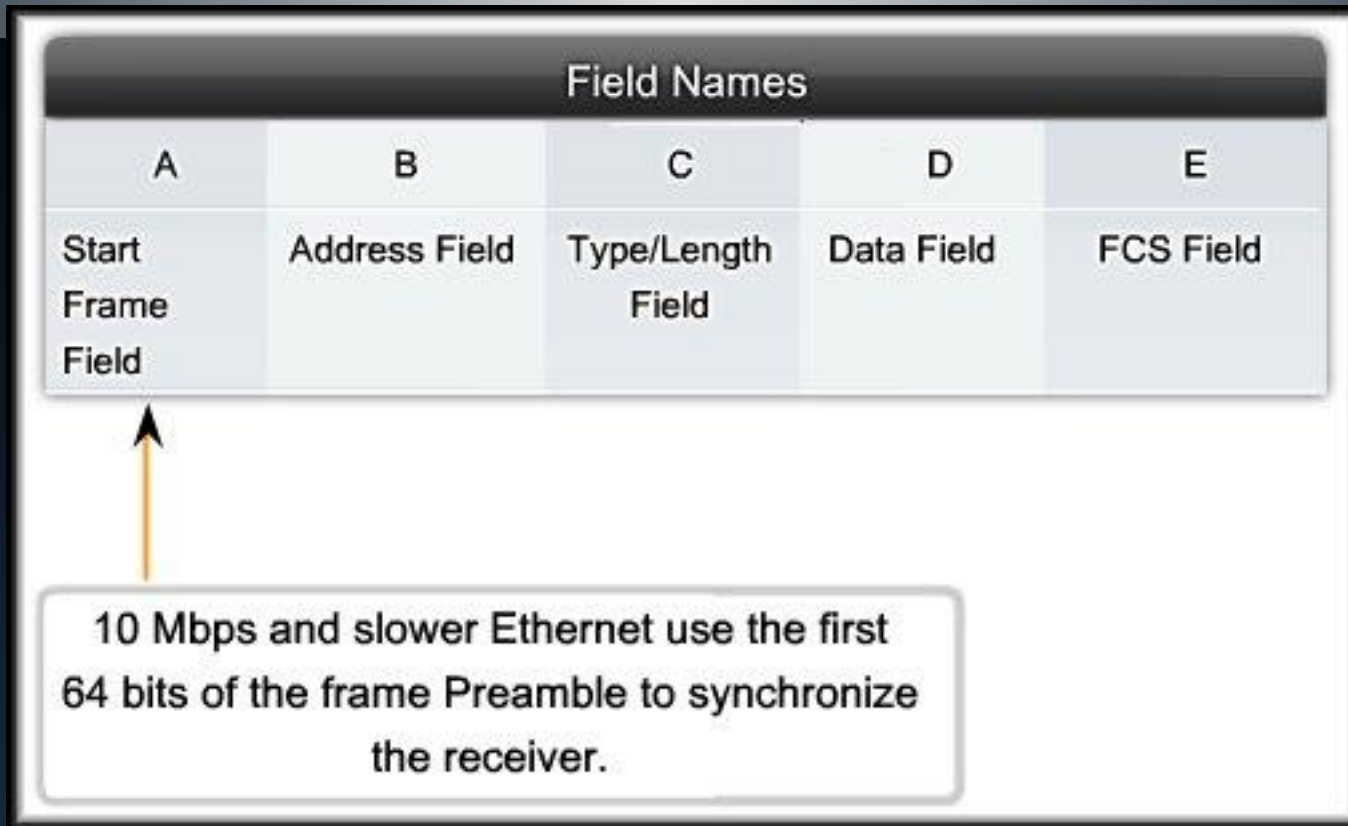 Field Names
A B C D E
Start Address Field Type/Length Data Field FCS Field
Frame Field
Field
10 Mbps and slower Ethernet use the first
64 bits of the frame Preamble to synchronize
the receiver.